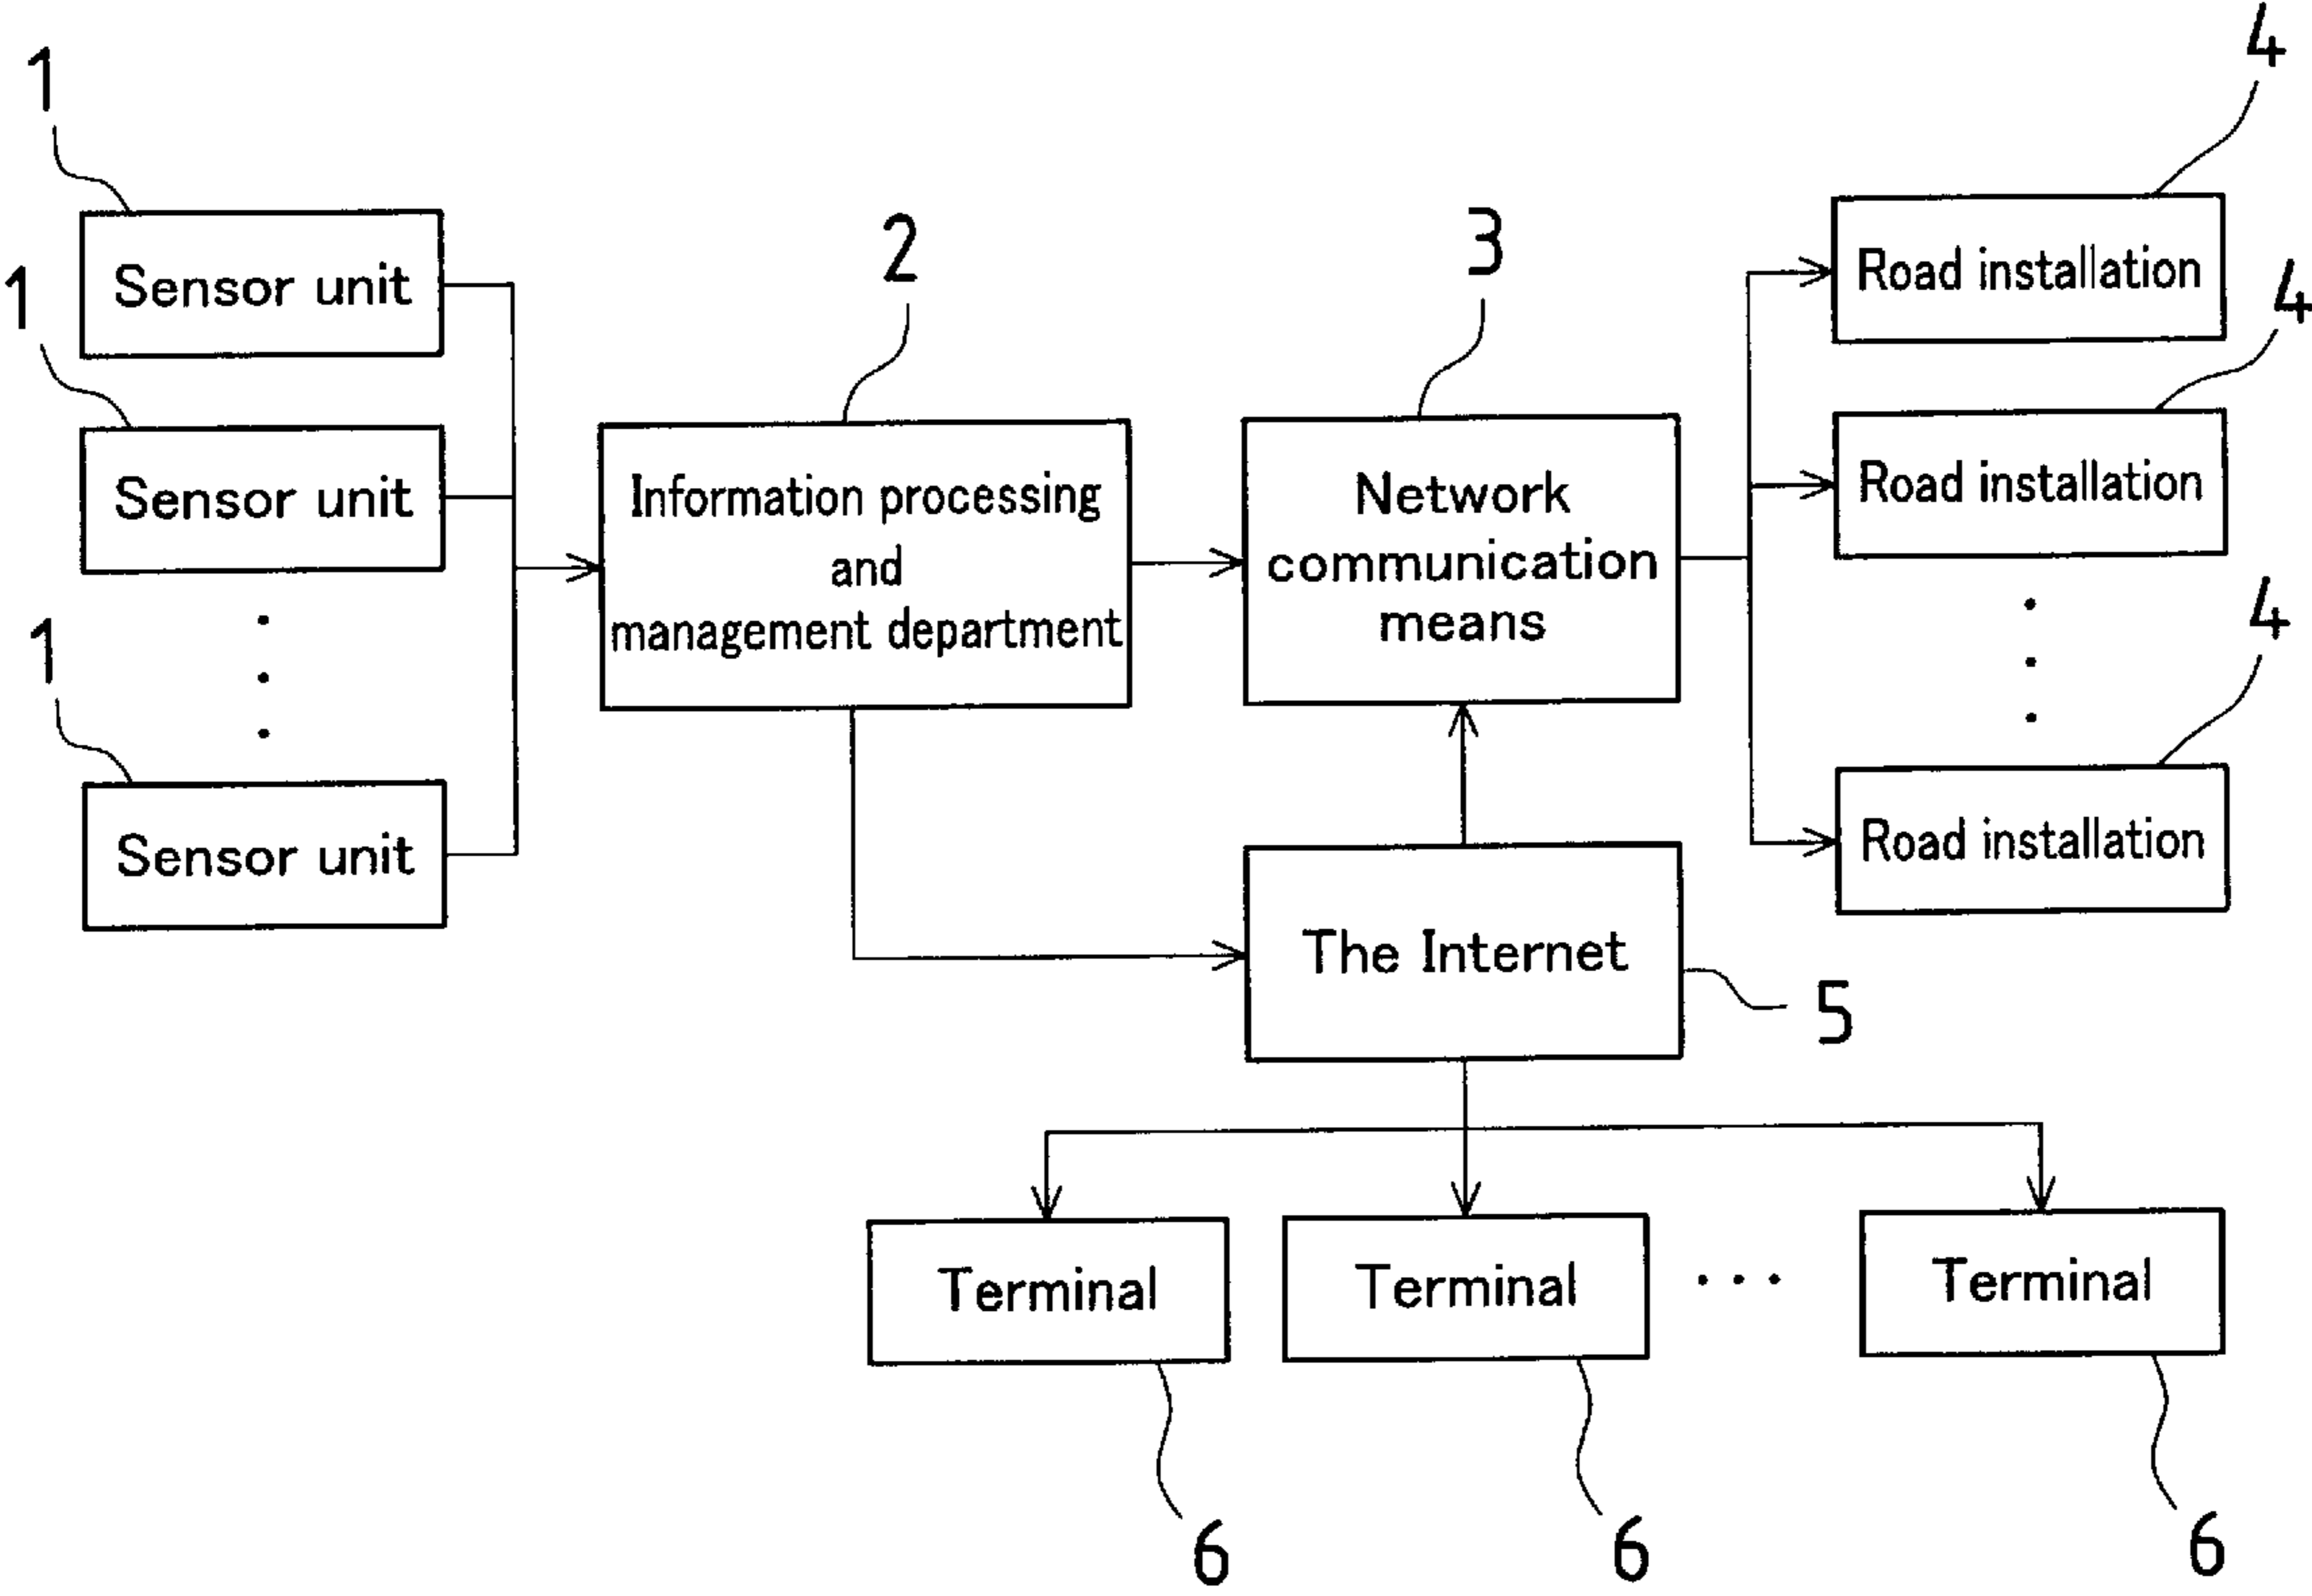 1
Sensor unit
1
Sensor unit
1
Sensor unit
2
Information processing
and
management department
3
Network
communication
means
4
Road installation
4
Road installation
4
Road installation
The Internet
5
Terminal
Terminal
Terminal
6
6
6